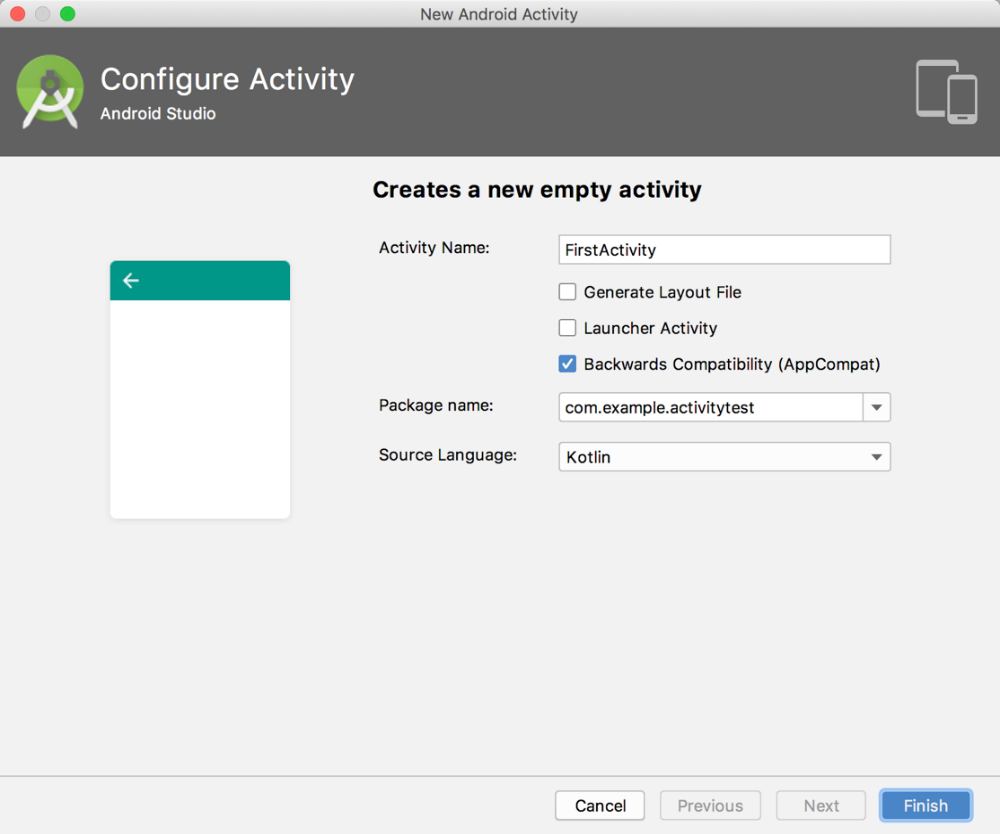 New Android Activity
Configure Activity
Android Studio
Creates a new empty activity
Activity Name:
FirstActivity
Generate Layout File
Launcher Activity
Backwards Compatibility (AppCompat)
Package name:
com.example.activitytest
Source Language:
Kotlin
Cancel
Previous
Next
Finish